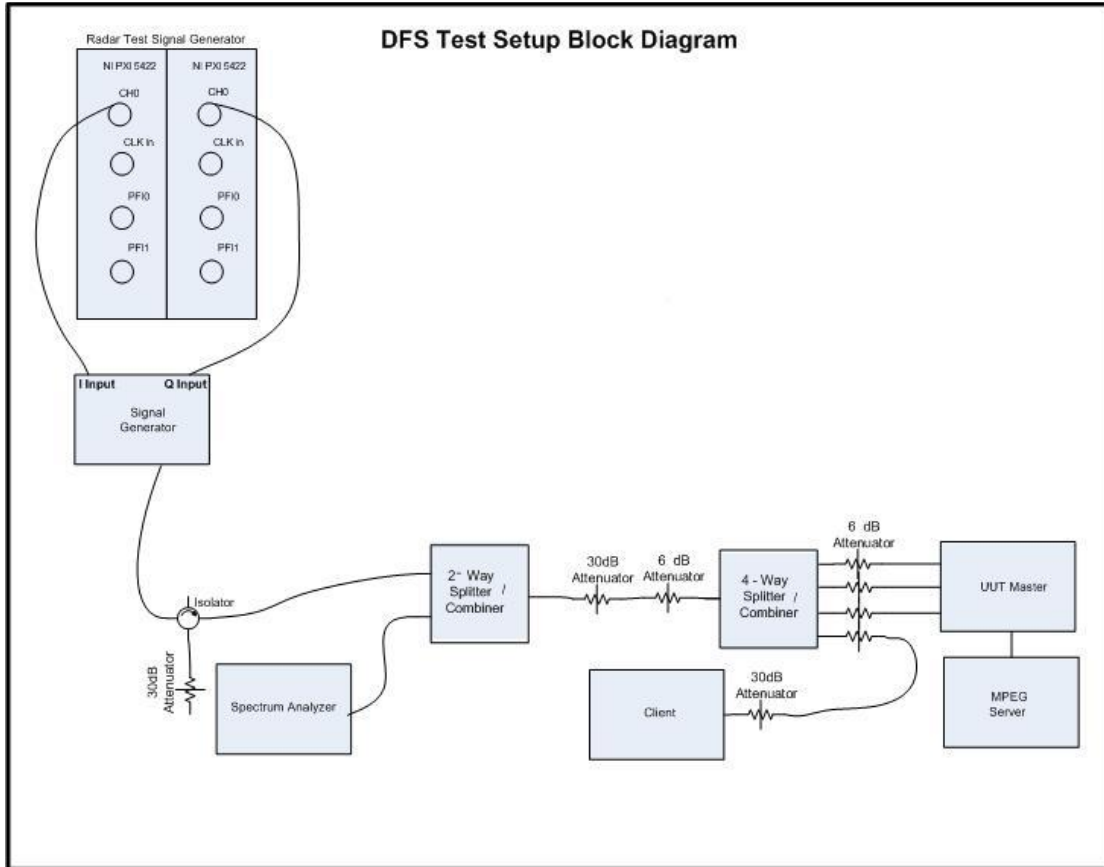 DFS Test Setup Block Diagram
Radar Test Signal Generator
NI PXI 5422
NI PXI 5422
CH0
CH0
CLK In
CLK In
PFI0
PFI0
PFI1
PFI1
I Input
Q Input
Signal
Generator
Isolator
30dB
Attenuator
Spectrum Analyzer
2- Way
Splitter /
Combiner
30dB
Attenuator
6 dB
Attenuator
4 - Way
Splitter /
Combiner
6 dB
Attenuator
UUT Master
MPEG
Server
30dB
Attenuator
Client